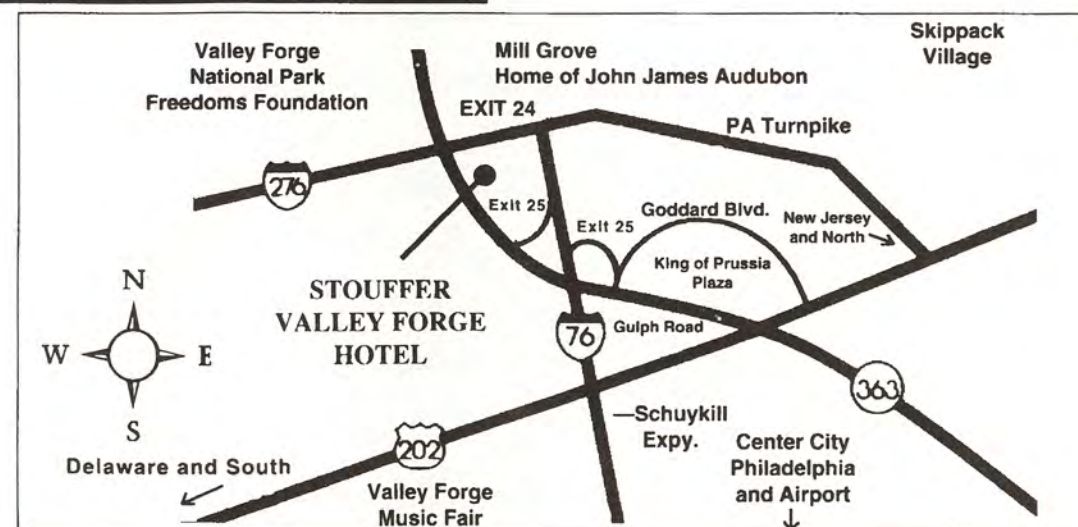 Valley Forge
National Park
Freedoms Foundation
Mill Grove
Home of John James Audubon
Skippack
Village
EXIT 24
PA Turnpike
276
Exit 25
Exit 25
Goddard Blvd.
New Jersey
and North
King of Prussia
Plaza
STOUFFER
VALLEY FORGE
HOTEL
N
W
E
S
76
Gulph Road
363
Schuykill
Expy.
202
Delaware and South
Valley Forge
Music Fair
Center City
Philadelphia
and Airport